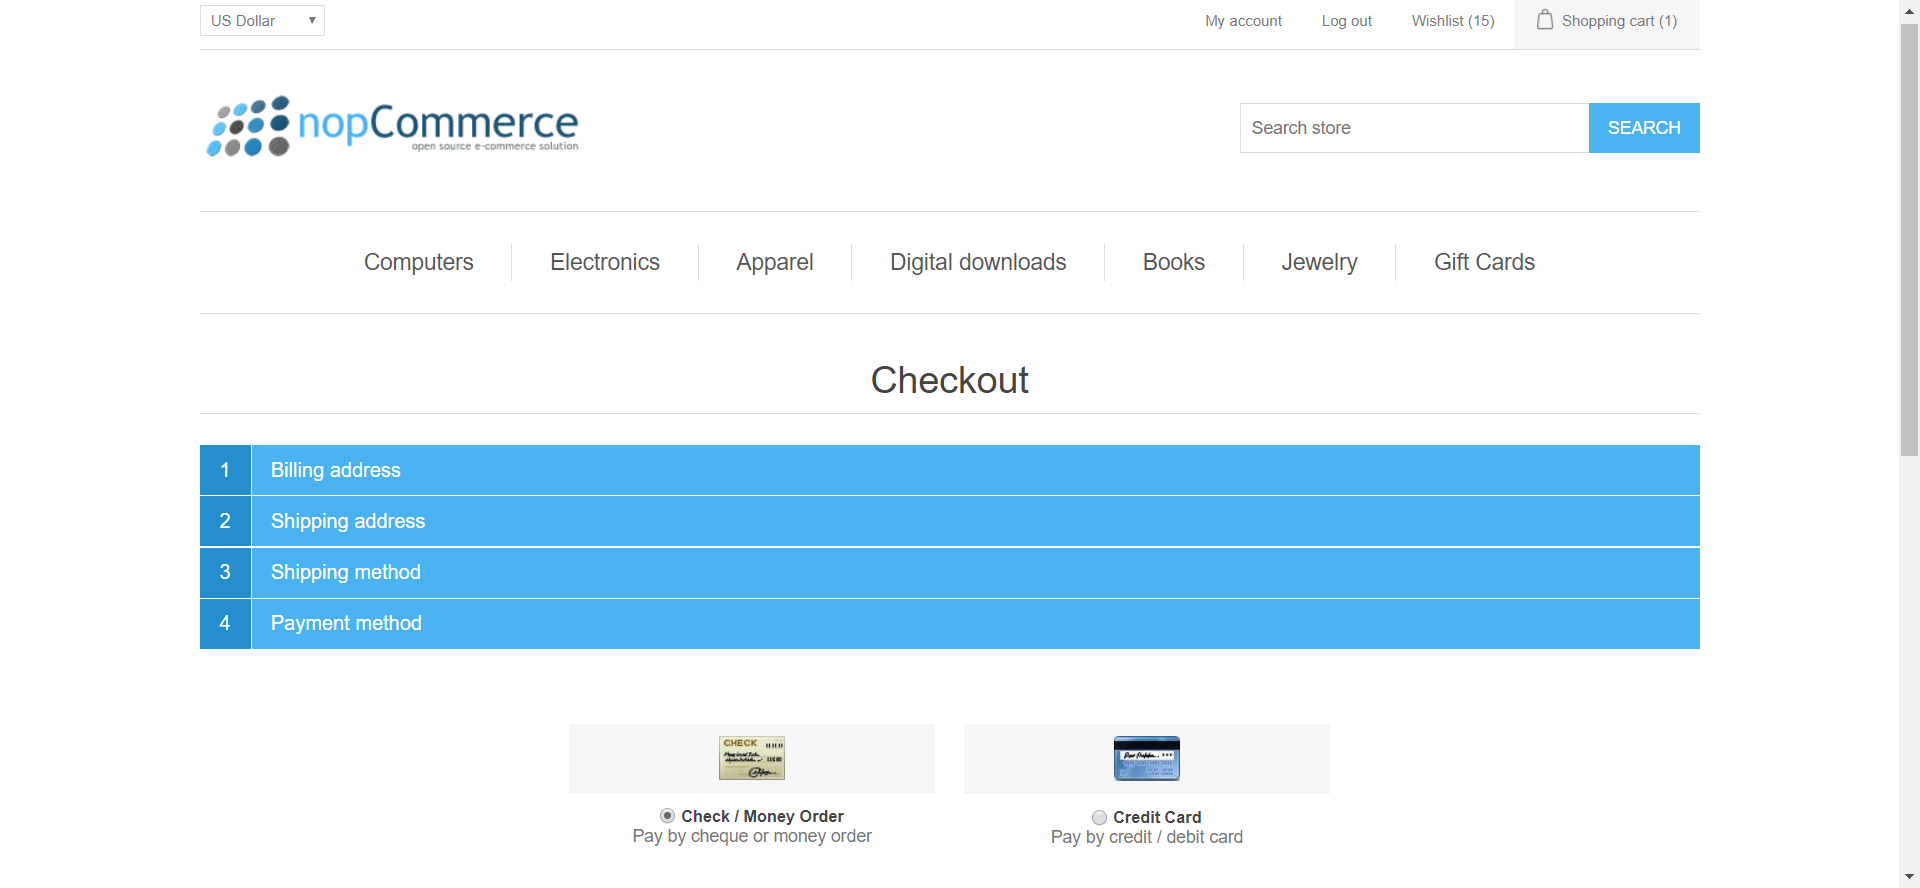 US Dollar
My account
Log out
Wishlist (15)
Shopping cart (1)
nopCommerce
open source e-commerce solution
Search store
SEARCH
Computers
Electronics
Apparel
Digital downloads
Books
Jewelry
Gift Cards
Checkout
1 Billing address
2 Shipping address
3 Shipping method
4 Payment method
CHECK
Check / Money Order
Pay by cheque or money order
Credit Card
Pay by credit / debit card